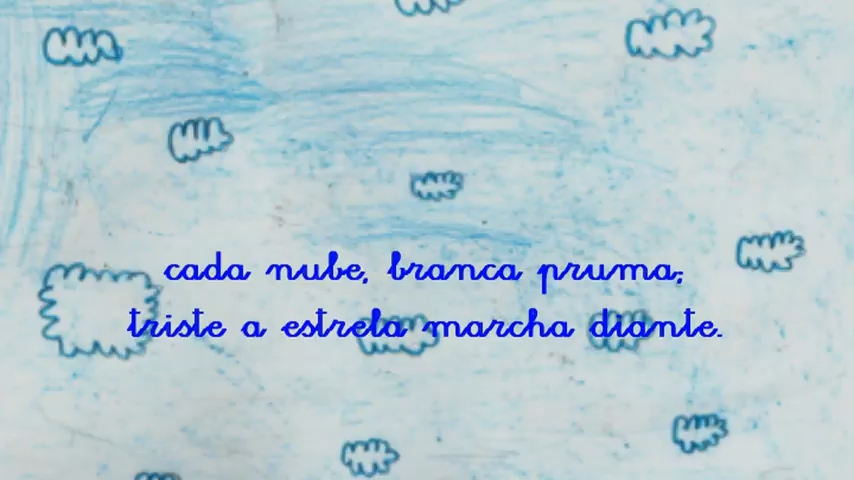 cada nube, branca pruma;
triste a estrela marcha diante.